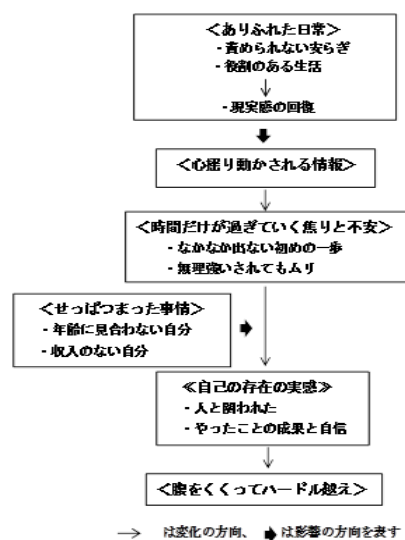 ＜ありふれた日常＞
- 責められない安らぎ
- 役割のある生活
↓
- 現実感の回復
＜心揺り動かされる情報＞
＜時間だけが過ぎていく焦りと不安＞
- なかなか出ない初めの一歩
- 無理強いされてもムリ
＜せっぱつまった事情＞
- 年齢に見合わない自分
- 収入のない自分
≪自己の存在の実感≫
- 人と関われた
- やったことの成果と自信
＜腹をくくってハードル越え＞
→ は変化の方向、 は影響の方向を表す